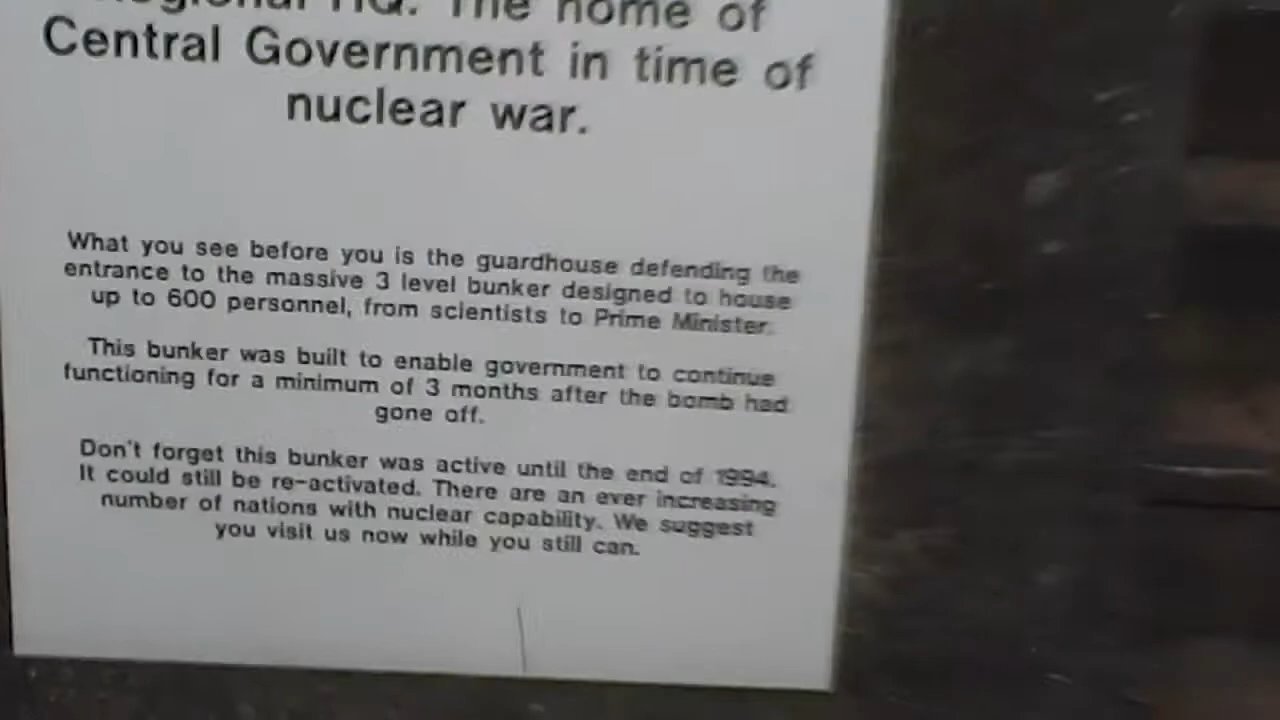 Regional HQ. The home of
Central Government in time of
nuclear war.
What you see before you is the guardhouse defending the
entrance to the massive 3 level bunker designed to house
up to 600 personnel, from scientists to Prime Minister.
This bunker was built to enable government to continue
functioning for a minimum of 3 months after the bomb had
gone off.
Don't forget this bunker was active until the end of 1994.
It could still be re-activated. There are an ever increasing
number of nations with nuclear capability. We suggest
you visit us now while you still can.